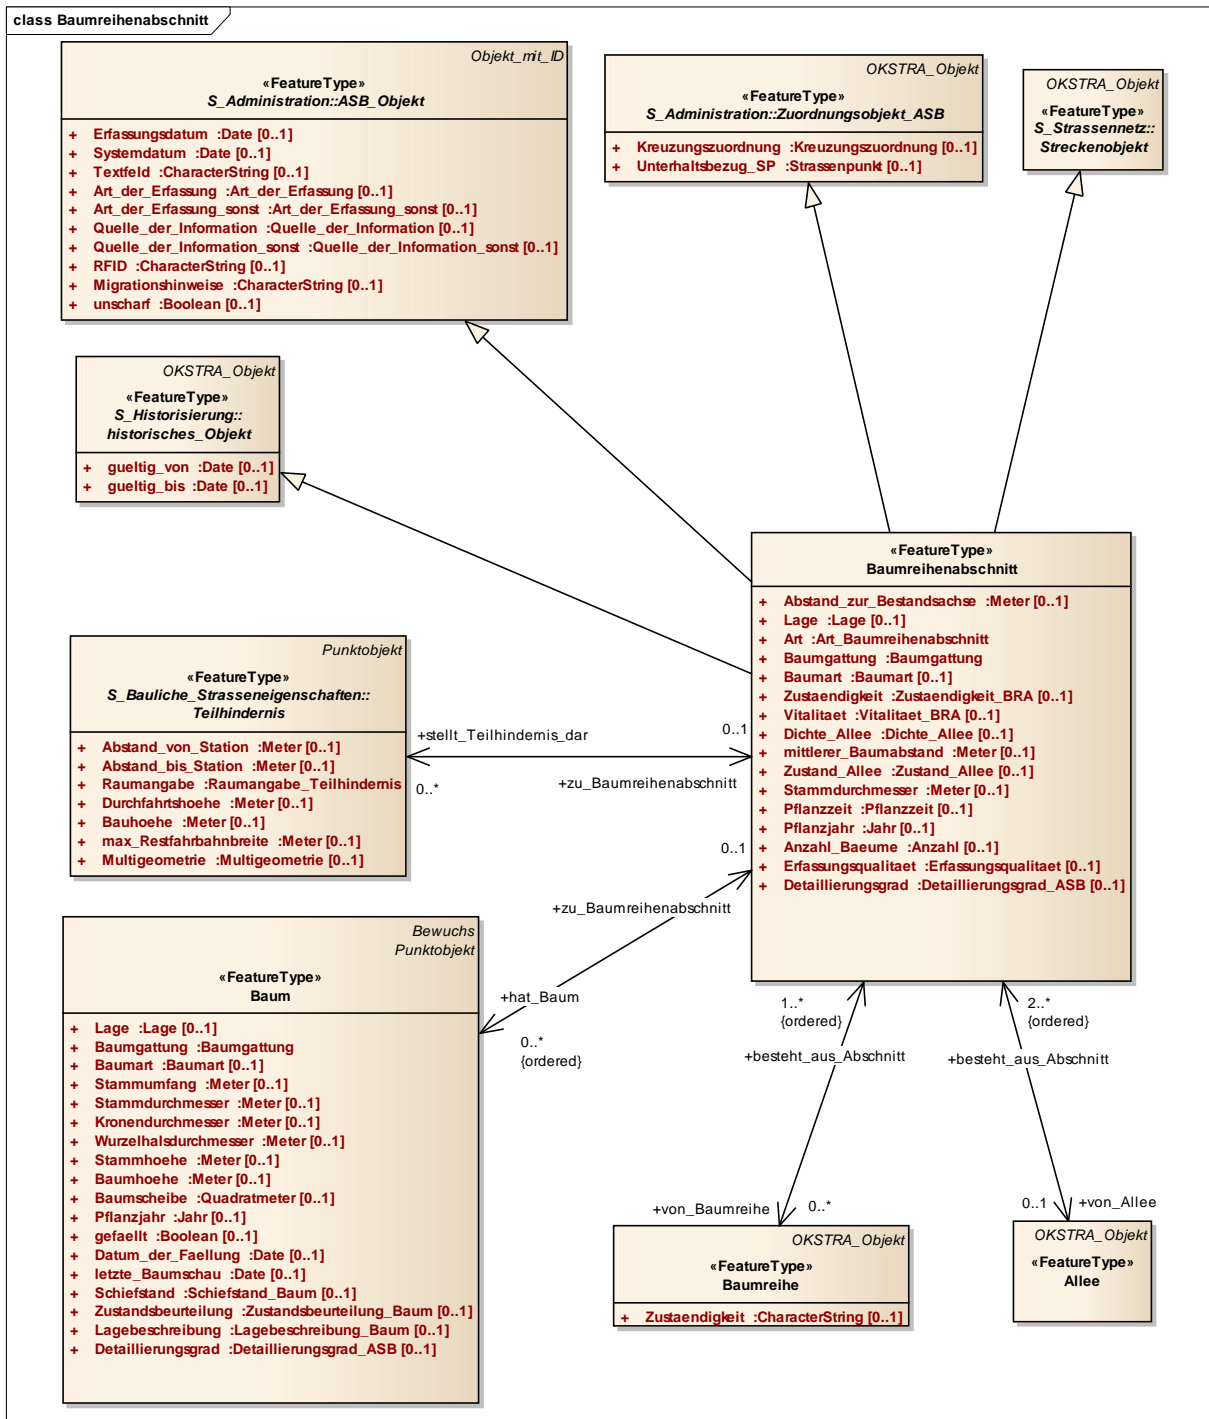 class Baumreihenabschnitt
Objekt_mit_ID
«FeatureType»
S_Administration::ASB_Objekt
+ Erfassungsdatum :Date [0..1]
+ Systemdatum :Date [0..1]
+ Textfeld :CharacterString [0..1]
+ Art_der_Erfassung :Art_der_Erfassung [0..1]
+ Art_der_Erfassung_sonst :Art_der_Erfassung_sonst [0..1]
+ Quelle_der_Information :Quelle_der_Information [0..1]
+ Quelle_der_Information_sonst :Quelle_der_Information_sonst [0..1]
+ RFID :CharacterString [0..1]
+ Migrationshinweise :CharacterString [0..1]
+ unscharf :Boolean [0..1]
OKSTRA_Objekt
«FeatureType»
S_Administration::Zuordnungsobjekt_ASB
+ Kreuzungszuordnung :Kreuzungszuordnung [0..1]
+ Unterhaltsbezug_SP :Strassenpunkt [0..1]
OKSTRA_Objekt
«FeatureType»
S_Strassennetz::
Streckenobjekt
OKSTRA_Objekt
«FeatureType»
S_Historisierung::
historisches_Objekt
+ gueltig_von :Date [0..1]
+ gueltig_bis :Date [0..1]
«FeatureType»
Baumreihenabschnitt
+ Abstand_zur_Bestandsachse :Meter [0..1]
+ Lage :Lage [0..1]
+ Art :Art_Baumreihenabschnitt
+ Baumgattung :Baumgattung
+ Baumart :Baumart [0..1]
+ Zustaendigkeit :Zustaendigkeit_BRA [0..1]
+ Vitalitaet :Vitalitaet_BRA [0..1]
+ Dichte_Allee :Dichte_Allee [0..1]
+ mittlerer_Baumabstand :Meter [0..1]
+ Zustand_Allee :Zustand_Allee [0..1]
+ Stammdurchmesser :Meter [0..1]
+ Pflanzzeit :Pflanzzeit [0..1]
+ Pflanzjahr :Jahr [0..1]
+ Anzahl_Baeume :Anzahl [0..1]
+ Erfassungsqualitaet :Erfassungsqualitaet [0..1]
+ Detaillierungsgrad :Detaillierungsgrad_ASB [0..1]
Punktobjekt
«FeatureType»
S_Bauliche_Strasseneigenschaften::
Teilhindernis
+ Abstand_von_Station :Meter [0..1]
+ Abstand_bis_Station :Meter [0..1]
+ Raumangabe :Raumangabe_Teilhindernis
+ Durchfahrtshoehe :Meter [0..1]
+ Bauhoehe :Meter [0..1]
+ max_Restfahrbahnbreite :Meter [0..1]
+ Multigeometrie :Multigeometrie [0..1]
+stellt_Teilhindernis_dar
0..1
0..*
+zu_Baumreihenabschnitt
0..1
+zu_Baumreihenabschnitt
+hat_Baum
0..*
{ordered}
Bewuchs
Punktobjekt
«FeatureType»
Baum
+ Lage :Lage [0..1]
+ Baumgattung :Baumgattung
+ Baumart :Baumart [0..1]
+ Stammumfang :Meter [0..1]
+ Stammdurchmesser :Meter [0..1]
+ Kronendurchmesser :Meter [0..1]
+ Wurzelhalsdurchmesser :Meter [0..1]
+ Stammhoehe :Meter [0..1]
+ Baumhoehe :Meter [0..1]
+ Baumscheibe :Quadratmeter [0..1]
+ Pflanzjahr :Jahr [0..1]
+ gefaellt :Boolean [0..1]
+ Datum_der_Faellung :Date [0..1]
+ letzte_Baumschau :Date [0..1]
+ Schiefstand :Schiefstand_Baum [0..1]
+ Zustandsbeurteilung :Zustandsbeurteilung_Baum [0..1]
+ Lagebeschreibung :Lagebeschreibung_Baum [0..1]
+ Detaillierungsgrad :Detaillierungsgrad_ASB [0..1]
1..*
{ordered}
+besteht_aus_Abschnitt
2..*
{ordered}
+besteht_aus_Abschnitt
+von_Baumreihe
0..*
0..1
+von_Allee
OKSTRA_Objekt
«FeatureType»
Baumreihe
+ Zustaendigkeit :CharacterString [0..1]
OKSTRA_Objekt
«FeatureType»
Allee